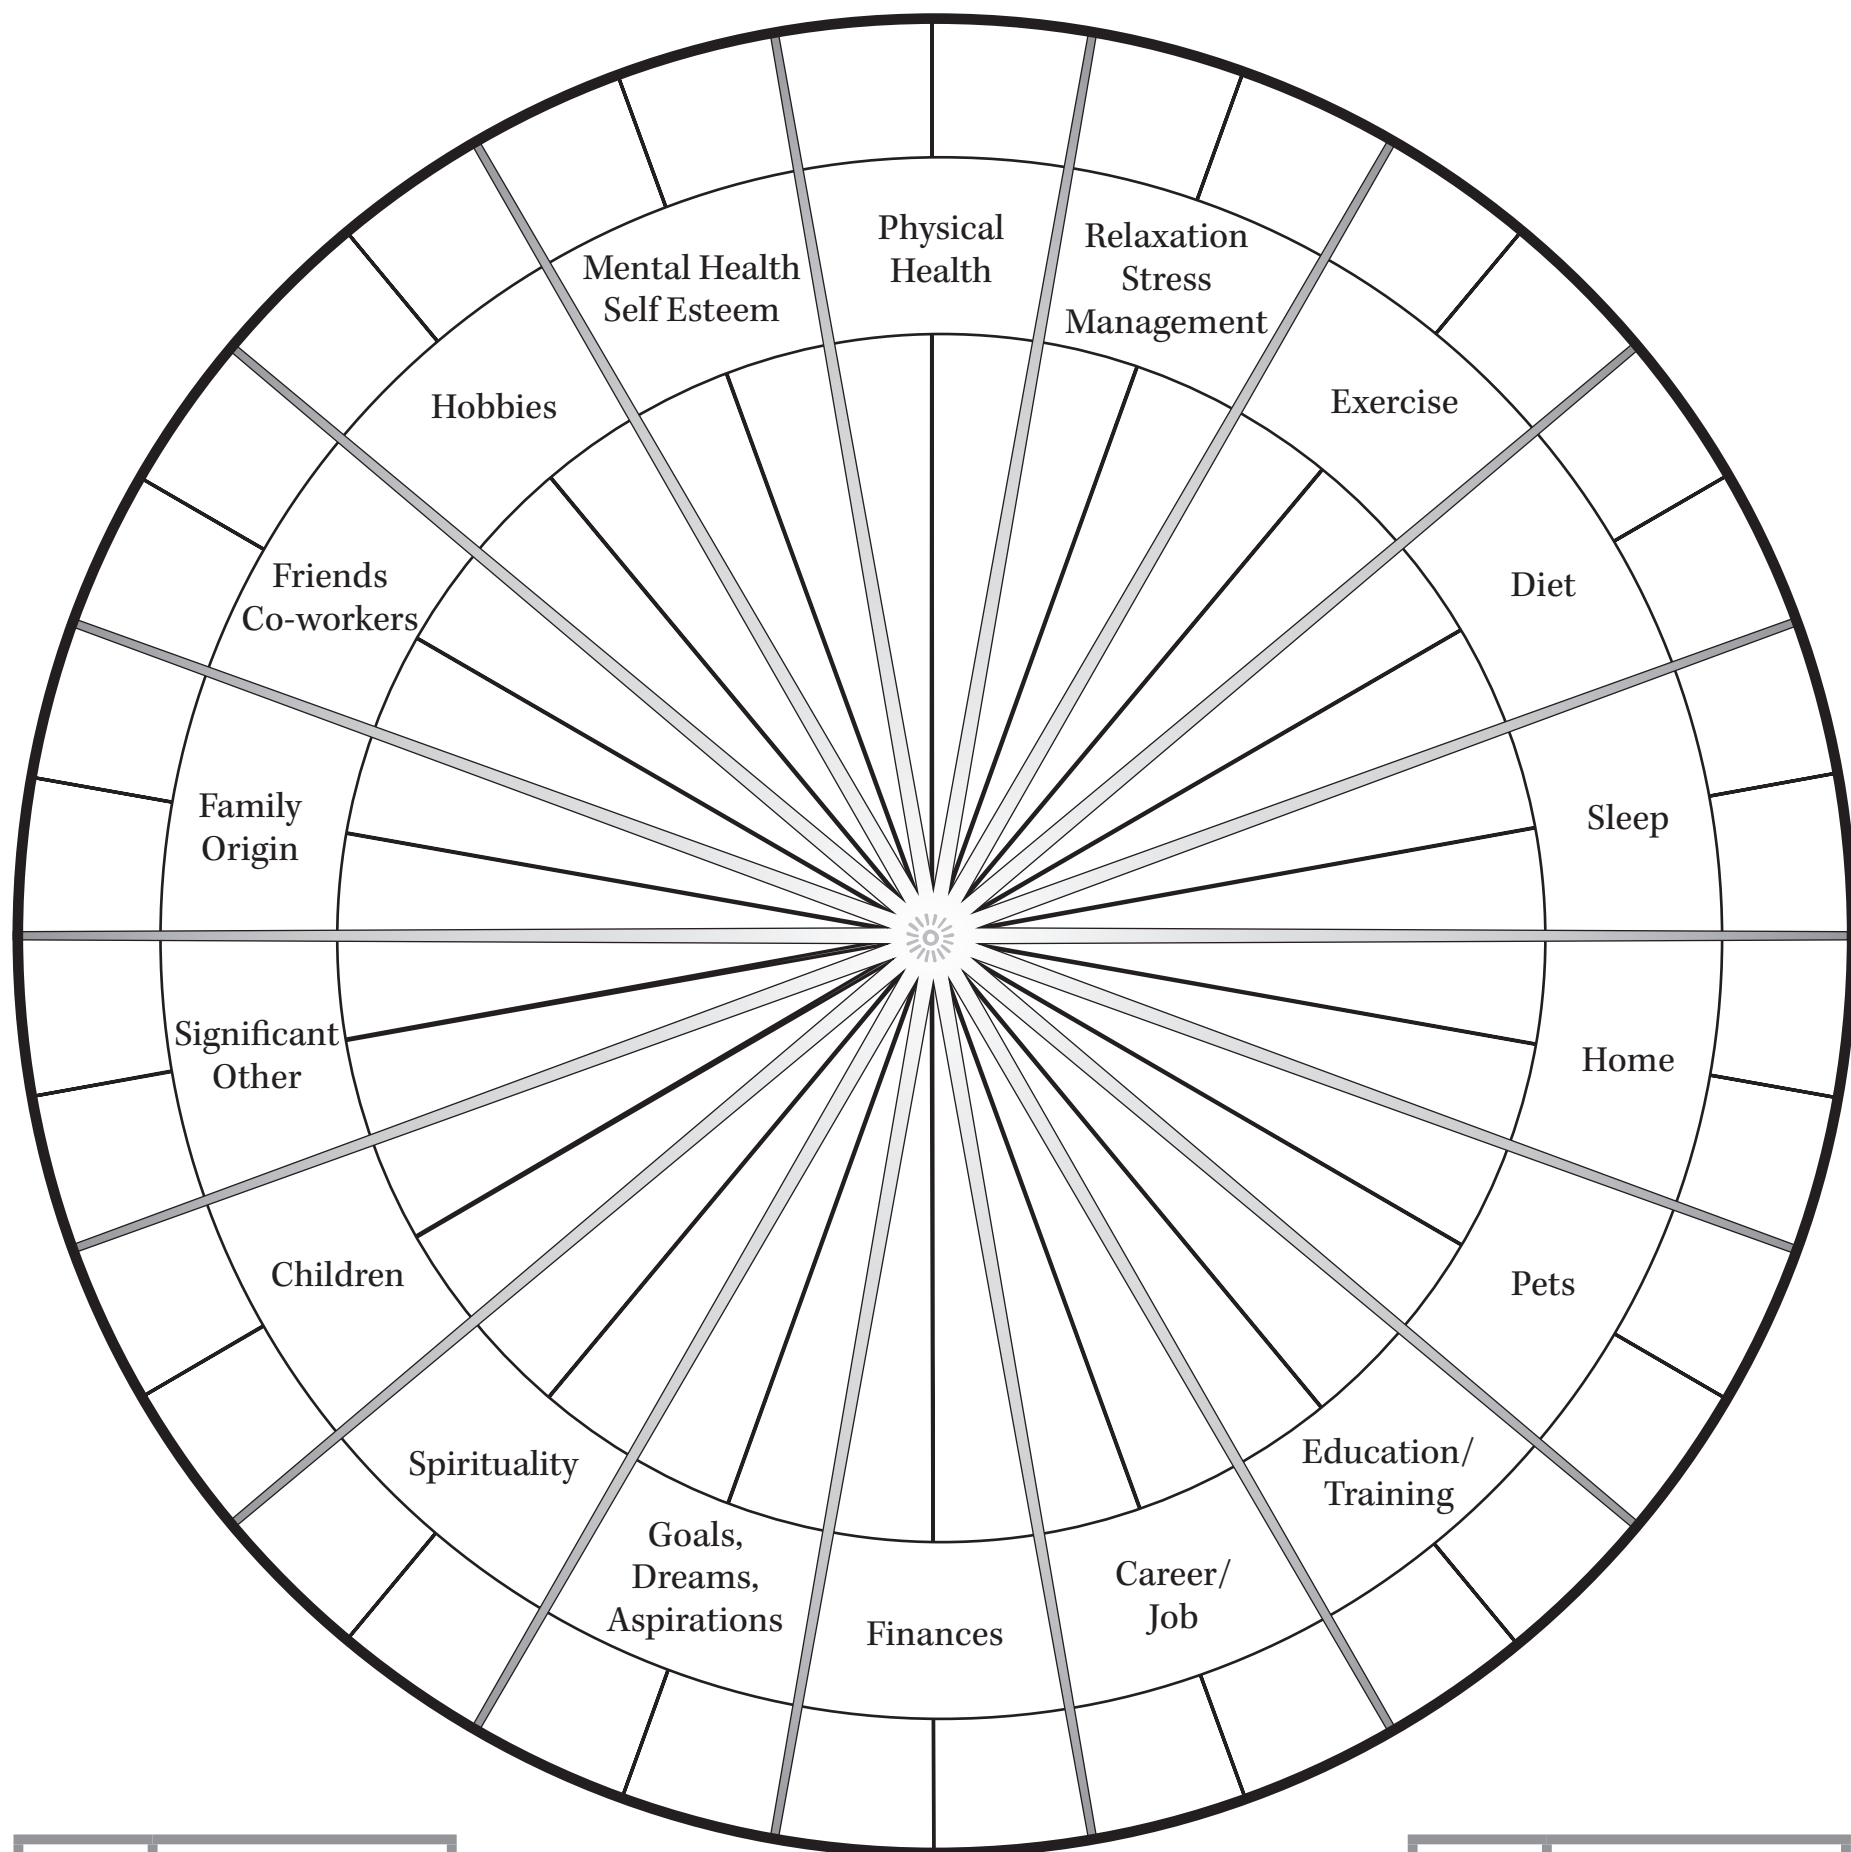 Physical
Health
Relaxation
Stress
Management
Exercise
Diet
Sleep
Home
Pets
Education/
Training
Career/
Job
Finances
Goals,
Dreams,
Aspirations
Spirituality
Children
Significant
Other
Family
Origin
Friends
Co-workers
Hobbies
Mental Health
Self Esteem